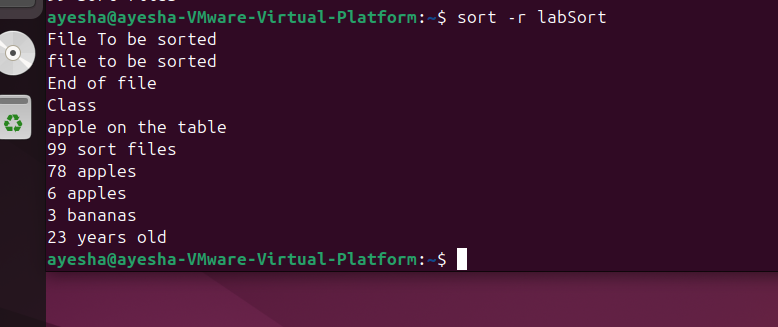 ayesha@ayesha-VMware-Virtual-Platform:~$ sort -r labSort
File To be sorted
file to be sorted
End of file
Class
apple on the table
99 sort files
78 apples
6 apples
3 bananas
23 years old
ayesha@ayesha-VMware-Virtual-Platform:~$